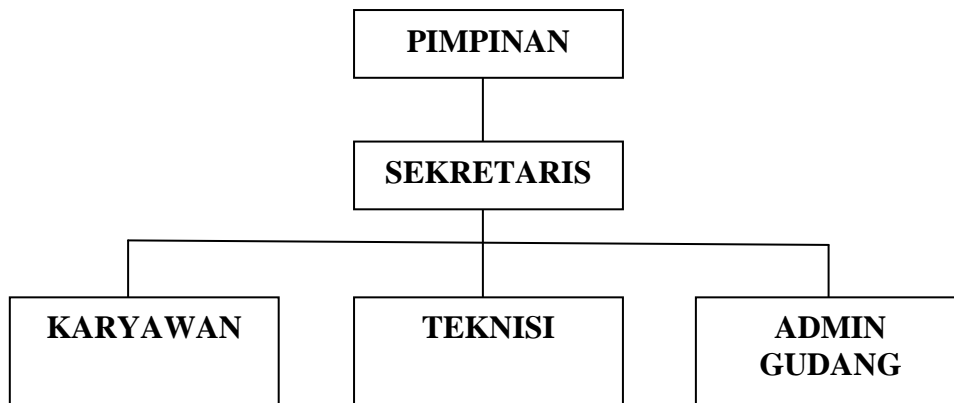 PIMPINAN
SEKRETARIS
KARYAWAN
TEKNISI
ADMIN
GUDANG